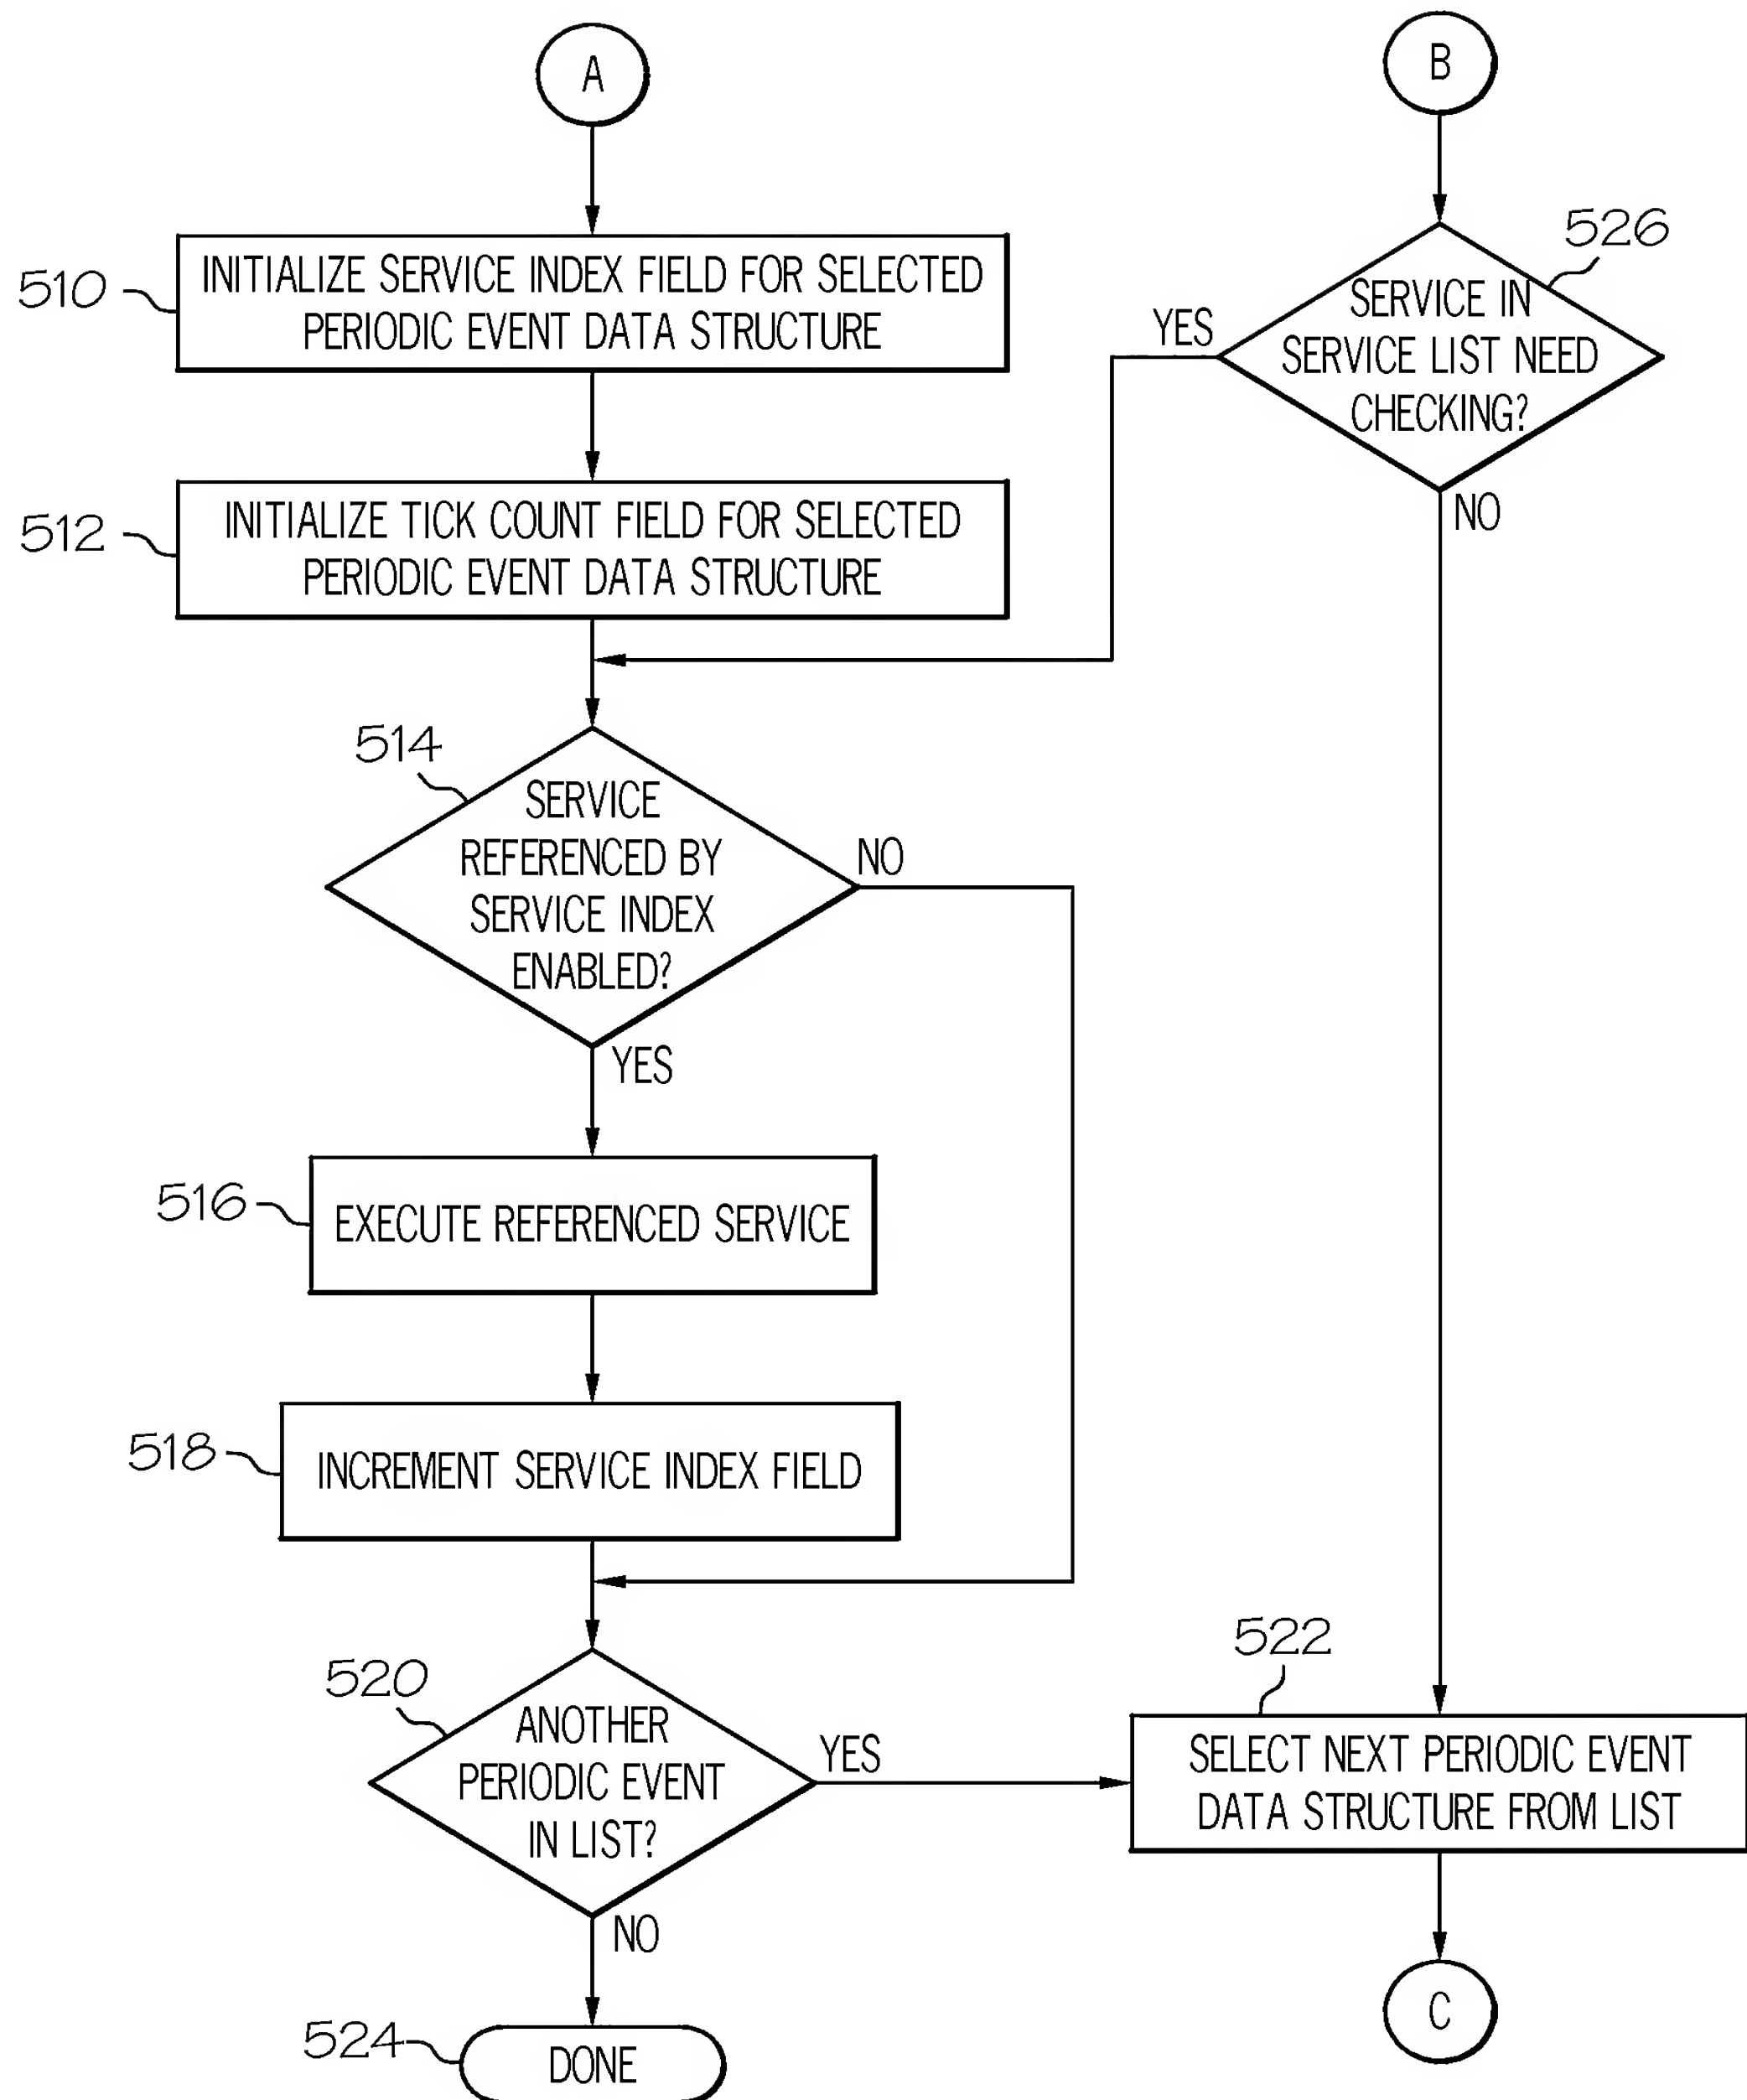 A
510
INITIALIZE SERVICE INDEX FIELD FOR SELECTED
PERIODIC EVENT DATA STRUCTURE
512
INITIALIZE TICK COUNT FIELD FOR SELECTED
PERIODIC EVENT DATA STRUCTURE
514
SERVICE
REFERENCED BY
SERVICE INDEX
ENABLED?
NO
YES
516
EXECUTE REFERENCED SERVICE
518
INCREMENT SERVICE INDEX FIELD
520
ANOTHER
PERIODIC EVENT
IN LIST?
YES
NO
524
DONE
B
526
SERVICE IN
SERVICE LIST NEED
CHECKING?
YES
NO
522
SELECT NEXT PERIODIC EVENT
DATA STRUCTURE FROM LIST
C